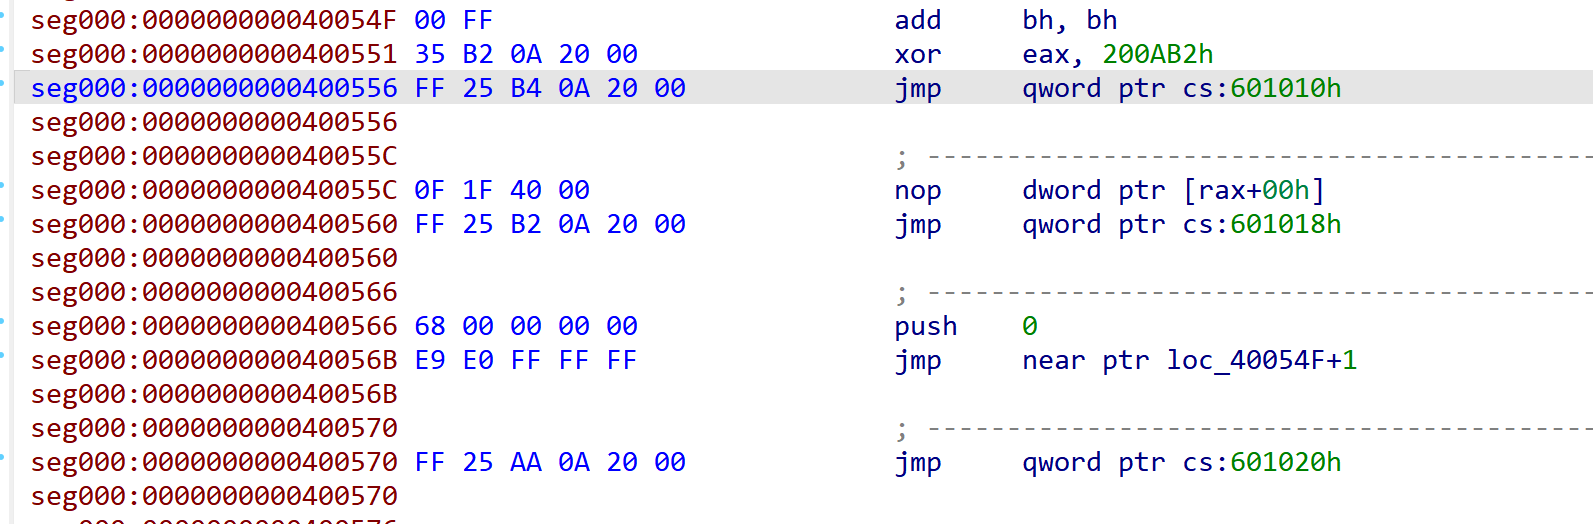 seg000:000000000040054F 00 FF add bh, bh
seg000:0000000000400551 35 B2 0A 20 00 xor eax, 200AB2h
seg000:0000000000400556 FF 25 B4 0A 20 00 jmp qword ptr cs:601010h
seg000:0000000000400556
seg000:000000000040055C ; ------------------------------------------
seg000:000000000040055C 0F 1F 40 00 nop dword ptr [rax+00h]
seg000:0000000000400560 FF 25 B2 0A 20 00 jmp qword ptr cs:601018h
seg000:0000000000400560
seg000:0000000000400566 ; ------------------------------------------
seg000:0000000000400566 68 00 00 00 00 push 0
seg000:000000000040056B E9 E0 FF FF FF jmp near ptr loc_40054F+1
seg000:000000000040056B
seg000:0000000000400570 ; ------------------------------------------
seg000:0000000000400570 FF 25 AA 0A 20 00 jmp qword ptr cs:601020h
seg000:0000000000400570